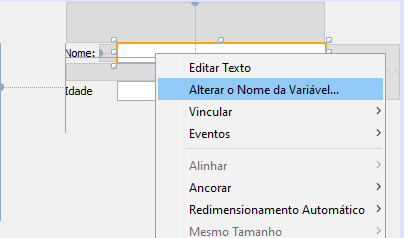 Nome:
Editar Texto
Alterar o Nome da Variável...
Idade
Vincular
Eventos
Alinhar
Ancorar
Redimensionamento Automático
Mesmo Tamanho